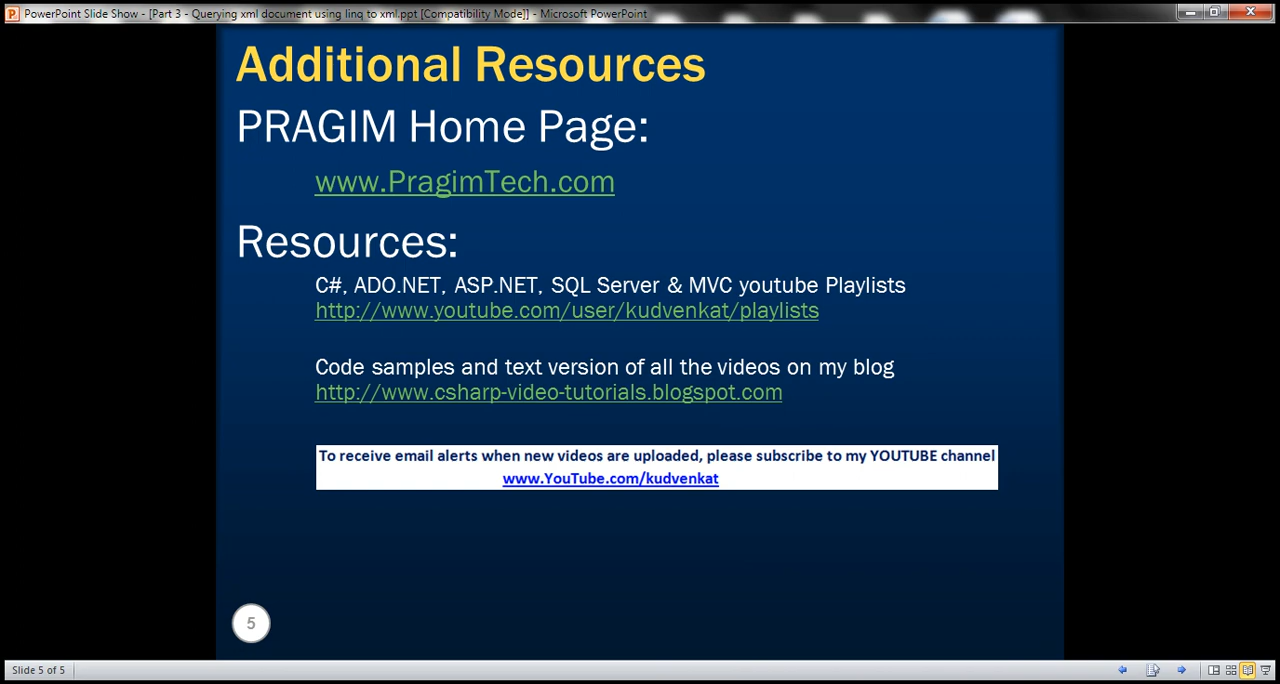 PowerPoint Slide Show - [Part 3 - Querying xml document using linq to xml.ppt [Compatibility Mode]] - Microsoft PowerPoint
Additional Resources
PRAGIM Home Page:
www.PragimTech.com
Resources:
C#, ADO.NET, ASP.NET, SQL Server & MVC youtube Playlists
http://www.youtube.com/user/kudvenkat/playlists
Code samples and text version of all the videos on my blog
http://www.csharp-video-tutorials.blogspot.com
To receive email alerts when new videos are uploaded, please subscribe to my YOUTUBE channel
www.YouTube.com/kudvenkat
5
Slide 5 of 5